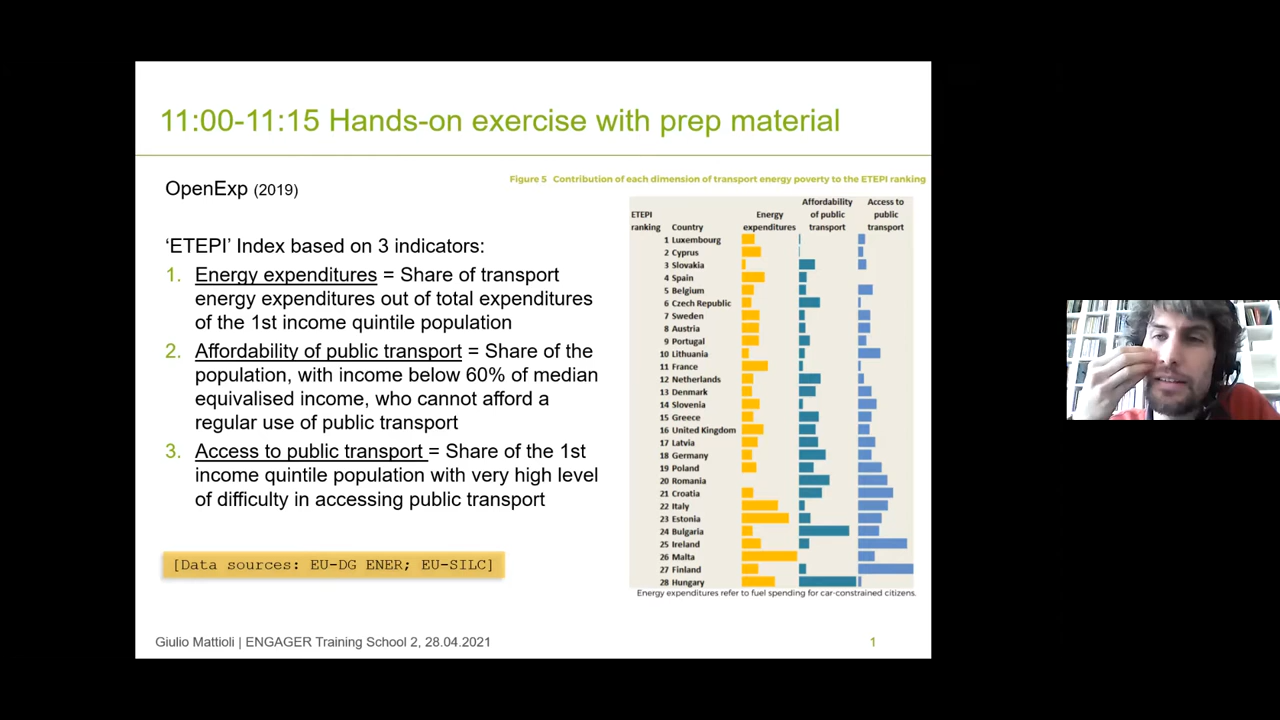 11:00-11:15 Hands-on exercise with prep material
OpenExp (2019)
‘ETEPI’ Index based on 3 indicators:
1. Energy expenditures = Share of transport
energy expenditures out of total expenditures
of the 1st income quintile population
2. Affordability of public transport = Share of the
population, with income below 60% of median
equivalised income, who cannot afford a
regular use of public transport
3. Access to public transport = Share of the 1st
income quintile population with very high level
of difficulty in accessing public transport
[Data sources: EU-DG ENER; EU-SILC]
Figure 5 Contribution of each dimension of transport energy poverty to the ETEPI ranking
Affordability Access to
ETEPI Energy of public public
ranking Country expenditures transport transport
1 Luxembourg
2 Cyprus
3 Slovakia
4 Spain
5 Belgium
6 Czech Republic
7 Sweden
8 Austria
9 Portugal
10 Lithuania
11 France
12 Netherlands
13 Denmark
14 Slovenia
15 Greece
16 United Kingdom
17 Latvia
18 Germany
19 Poland
20 Romania
21 Croatia
22 Italy
23 Estonia
24 Bulgaria
25 Ireland
26 Malta
27 Finland
28 Hungary
Energy expenditures refer to fuel spending for car-constrained citizens.
Giulio Mattioli | ENGAGER Training School 2, 28.04.2021
1